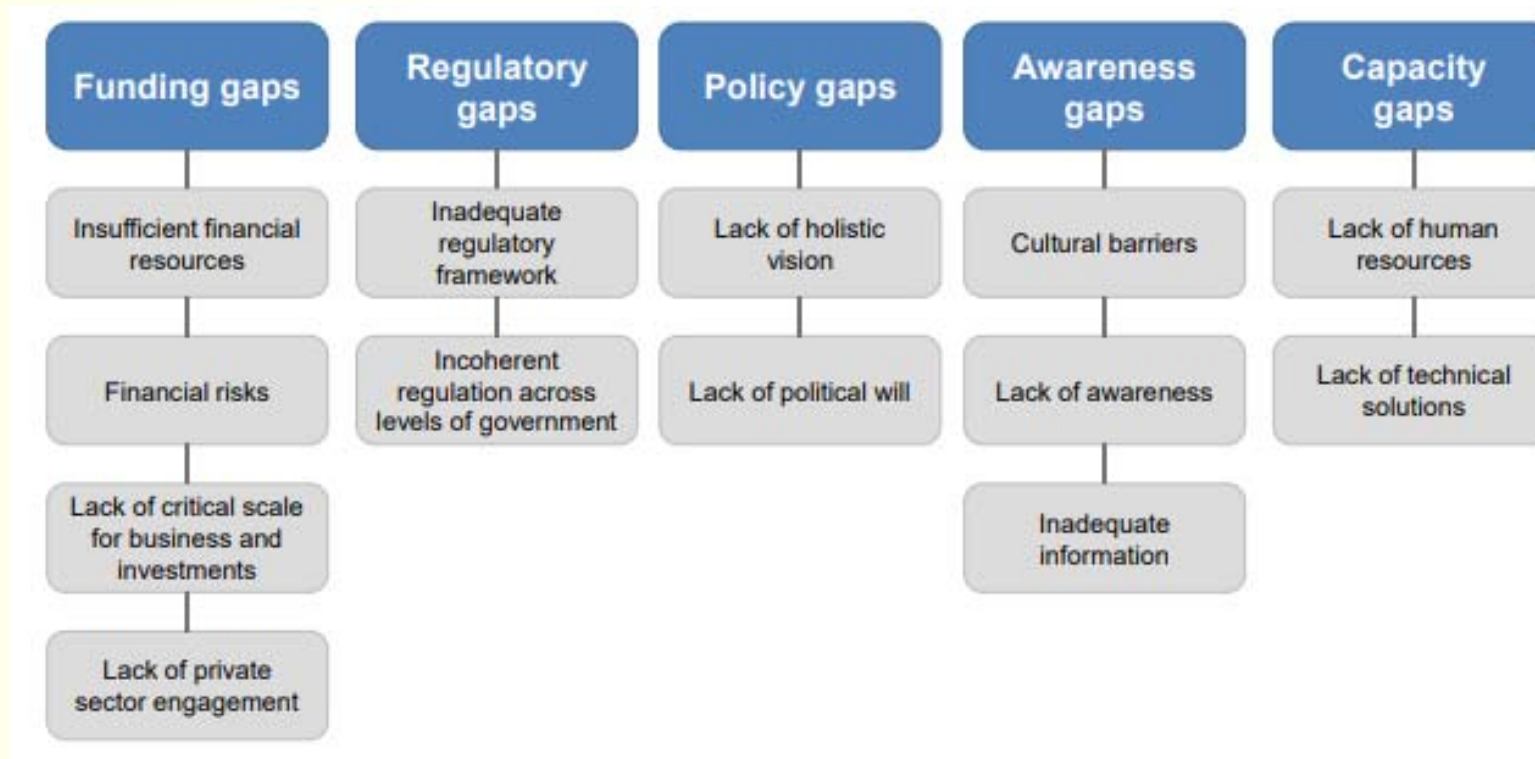 Funding gaps
Insufficient financial
resources
Financial risks
Lack of critical scale
for business and
investments
Lack of private
sector engagement
Regulatory
gaps
Inadequate
regulatory
framework
Incoherent
regulation across
levels of government
Policy gaps
Lack of holistic
vision
Lack of political will
Awareness
gaps
Cultural barriers
Lack of awareness
Inadequate
information
Capacity
gaps
Lack of human
resources
Lack of technical
solutions